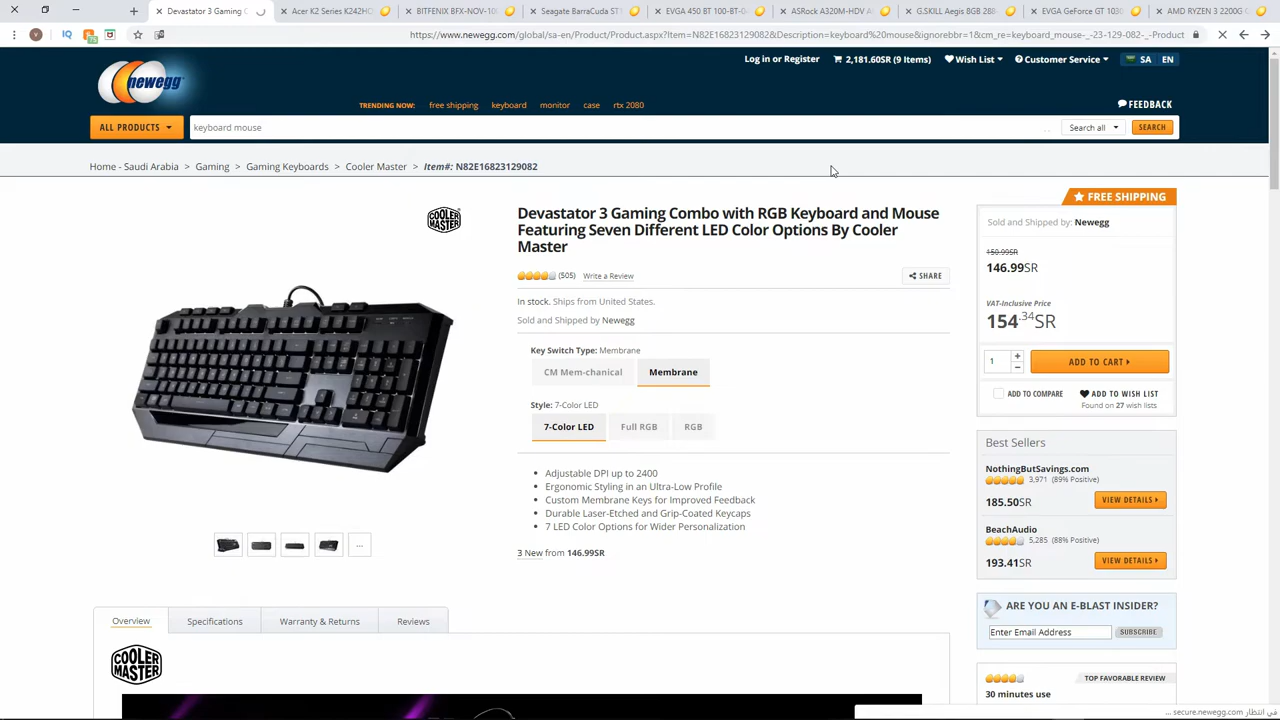 Devastator 3 Gaming C
Acer K2 Series K242HQ
BITFENIX BFX-NOV-10
Seagate BarraCuda ST1
EVGA 450 BT 100-BT-0
ASRock A320M-HDV A
G.SKILL Aegis 8GB 288
EVGA GeForce GT 103
AMD RYZEN 3 2200G
https://www.newegg.com/global/sa-en/Product/Product.aspx?Item=N82E16823129082&Description=keyboard%20mouse&ignorebbr=1&cm_re=keyboard_mouse-_-23-129-082-_-Product
newegg
Log in or Register
2,181.60SR (9 Items)
Wish List
Customer Service
SA
EN
TRENDING NOW: free shipping keyboard monitor case rtx 2080
FEEDBACK
ALL PRODUCTS
keyboard mouse
Search all
SEARCH
Home - Saudi Arabia > Gaming > Gaming Keyboards > Cooler Master > Item#: N82E16823129082
COOLER
MASTER
Devastator 3 Gaming Combo with RGB Keyboard and Mouse
Featuring Seven Different LED Color Options By Cooler
Master
(505) Write a Review
SHARE
In stock. Ships from United States.
Sold and Shipped by Newegg
Key Switch Type: Membrane
CM Mem-chanical
Membrane
Style: 7-Color LED
7-Color LED
Full RGB
RGB
• Adjustable DPI up to 2400
• Ergonomic Styling in an Ultra-Low Profile
• Custom Membrane Keys for Improved Feedback
• Durable Laser-Etched and Grip-Coated Keycaps
• 7 LED Color Options for Wider Personalization
3 New from 146.99SR
FREE SHIPPING
Sold and Shipped by: Newegg
150.99SR
146.99SR
VAT-Inclusive Price
154.34SR
1
ADD TO CART
ADD TO COMPARE
ADD TO WISH LIST
Found on 27 wish lists
Best Sellers
NothingButSavings.com
3,971 (89% Positive)
185.50SR
VIEW DETAILS
BeachAudio
5,285 (88% Positive)
193.41SR
VIEW DETAILS
ARE YOU AN E-BLAST INSIDER?
Enter Email Address
SUBSCRIBE
TOP FAVORABLE REVIEW
30 minutes use
Overview
Specifications
Warranty & Returns
Reviews
COOLER
MASTER
في انتظار secure.newegg.com ...